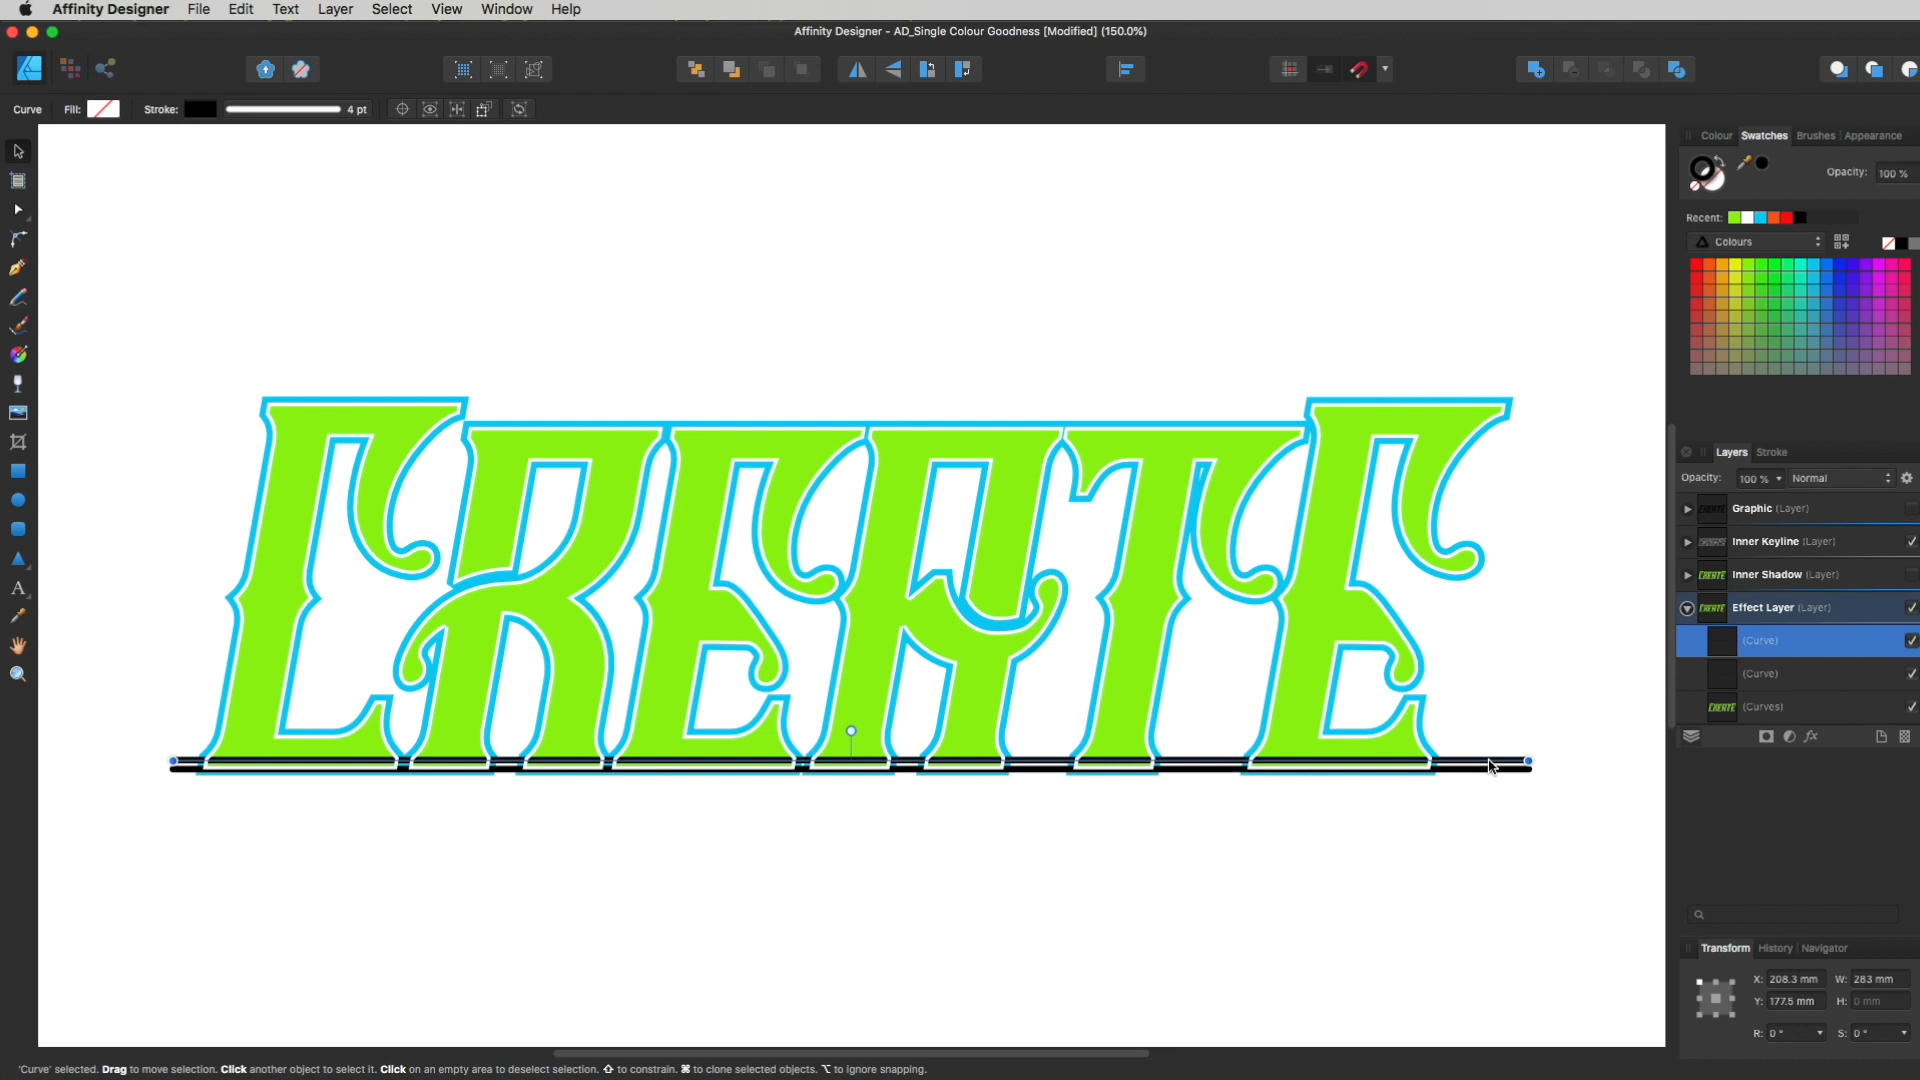 Affinity Designer File Edit Text Layer Select View Window Help
Affinity Designer - AD_Single Colour Goodness [Modified] (150.0%)
Curve Fill: Stroke: 4 pt
Colour Swatches Brushes Appearance
Opacity: 100 %
Recent:
Colours
CREATE
Layers Stroke
Opacity: 100 % Normal
Graphic (Layer)
Inner Keyline (Layer)
Inner Shadow (Layer)
Effect Layer (Layer)
(Curve)
(Curve)
(Curves)
Transform History Navigator
X: 208.3 mm W: 283 mm
Y: 177.5 mm H: 0 mm
R: 0 ° S: 0 °
'Curve' selected. Drag to move selection. Click another object to select it. Click on an empty area to deselect selection. ⇧ to constrain. ⌘ to clone selected objects. ⌥ to ignore snapping.